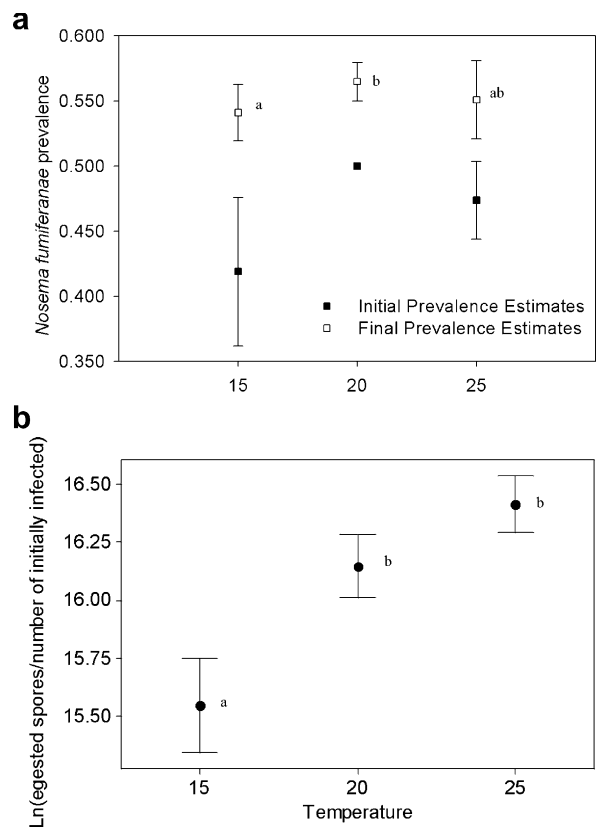 a
0.600
0.550
0.500
0.450
0.400
0.350
Nosema fumiferanae prevalence
a
b
ab
Initial Prevalence Estimates
Final Prevalence Estimates
15 20 25
b
16.50
16.25
16.00
15.75
15.50
Ln(egested spores/number of initially infected)
a
b
b
15 20 25
Temperature